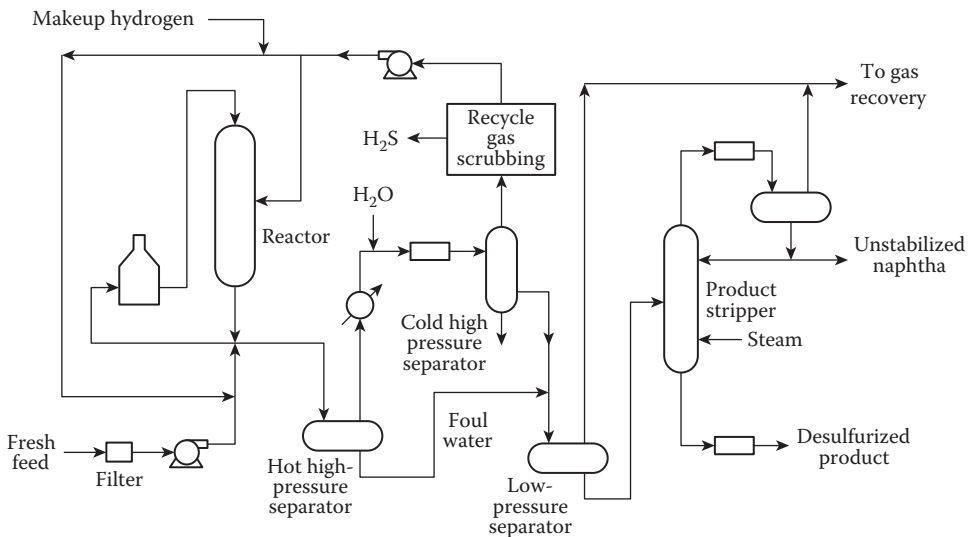 Makeup hydrogen
To gas
recovery
Recycle
gas
scrubbing
H₂S
H₂O
Reactor
Unstabilized
naphtha
Product
stripper
Cold high
pressure
separator
Steam
Foul
water
Fresh
feed
Filter
Hot high-
pressure
separator
Low-
pressure
separator
Desulfurized
product